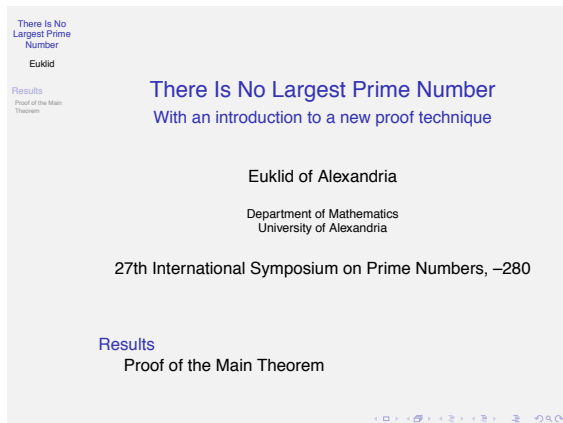 There Is No
Largest Prime
Number
Euklid
Results
Proof of the Main
Theorem
There Is No Largest Prime Number
With an introduction to a new proof technique
Euklid of Alexandria
Department of Mathematics
University of Alexandria
27th International Symposium on Prime Numbers, –280
Results
Proof of the Main Theorem